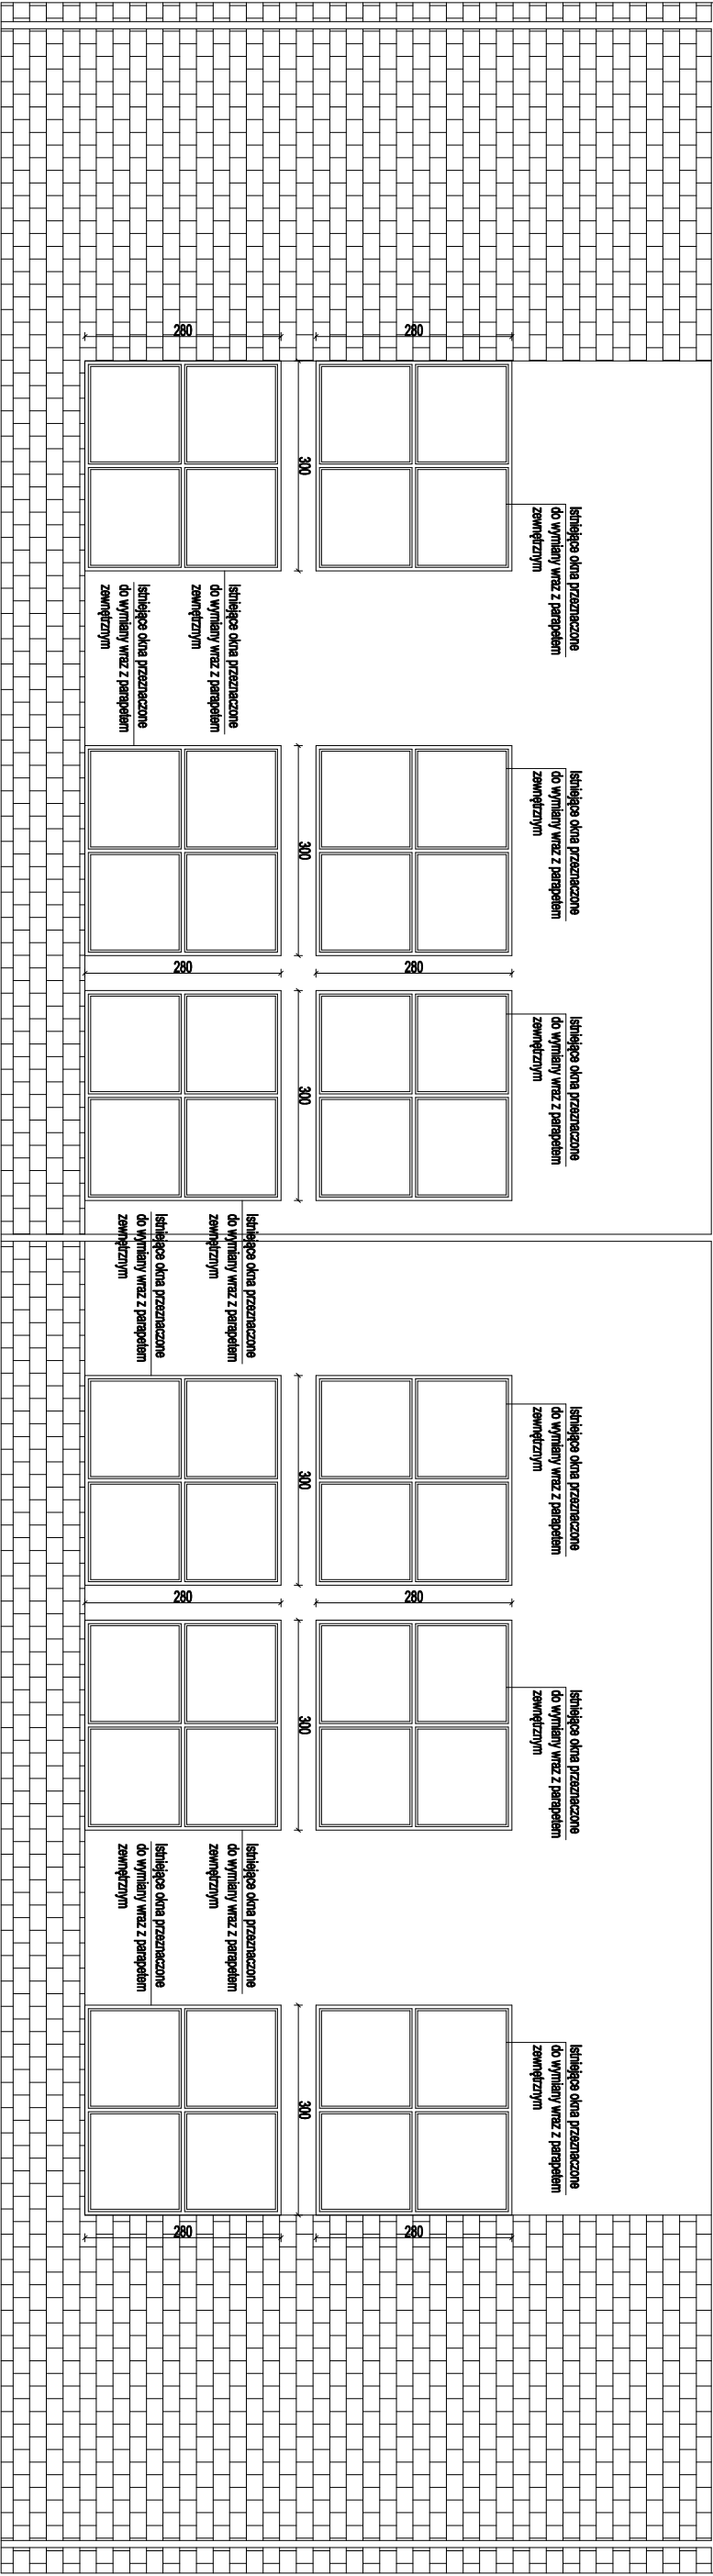 Istniejące okna przeznaczone
do wymiany wraz z parapetem
zewnętrznym
Istniejące okna przeznaczone
do wymiany wraz z parapetem
zewnętrznym
Istniejące okna przeznaczone
do wymiany wraz z parapetem
zewnętrznym
Istniejące okna przeznaczone
do wymiany wraz z parapetem
zewnętrznym
Istniejące okna przeznaczone
do wymiany wraz z parapetem
zewnętrznym
Istniejące okna przeznaczone
do wymiany wraz z parapetem
zewnętrznym
280
280
280
280
300
300
300
300
300
300
Istniejące okna przeznaczone
do wymiany wraz z parapetem
zewnętrznym
Istniejące okna przeznaczone
do wymiany wraz z parapetem
zewnętrznym
Istniejące okna przeznaczone
do wymiany wraz z parapetem
zewnętrznym
280
280
280
280
Istniejące okna przeznaczone
do wymiany wraz z parapetem
zewnętrznym
Istniejące okna przeznaczone
do wymiany wraz z parapetem
zewnętrznym
Istniejące okna przeznaczone
do wymiany wraz z parapetem
zewnętrznym